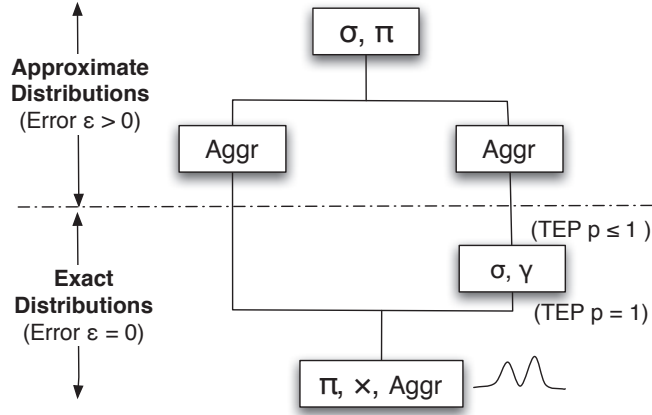 σ, π
Approximate
Distributions
(Error ε > 0)
Aggr
Aggr
(TEP p ≤ 1 )
σ, γ
Exact
Distributions
(Error ε = 0)
(TEP p = 1)
π, ×, Aggr